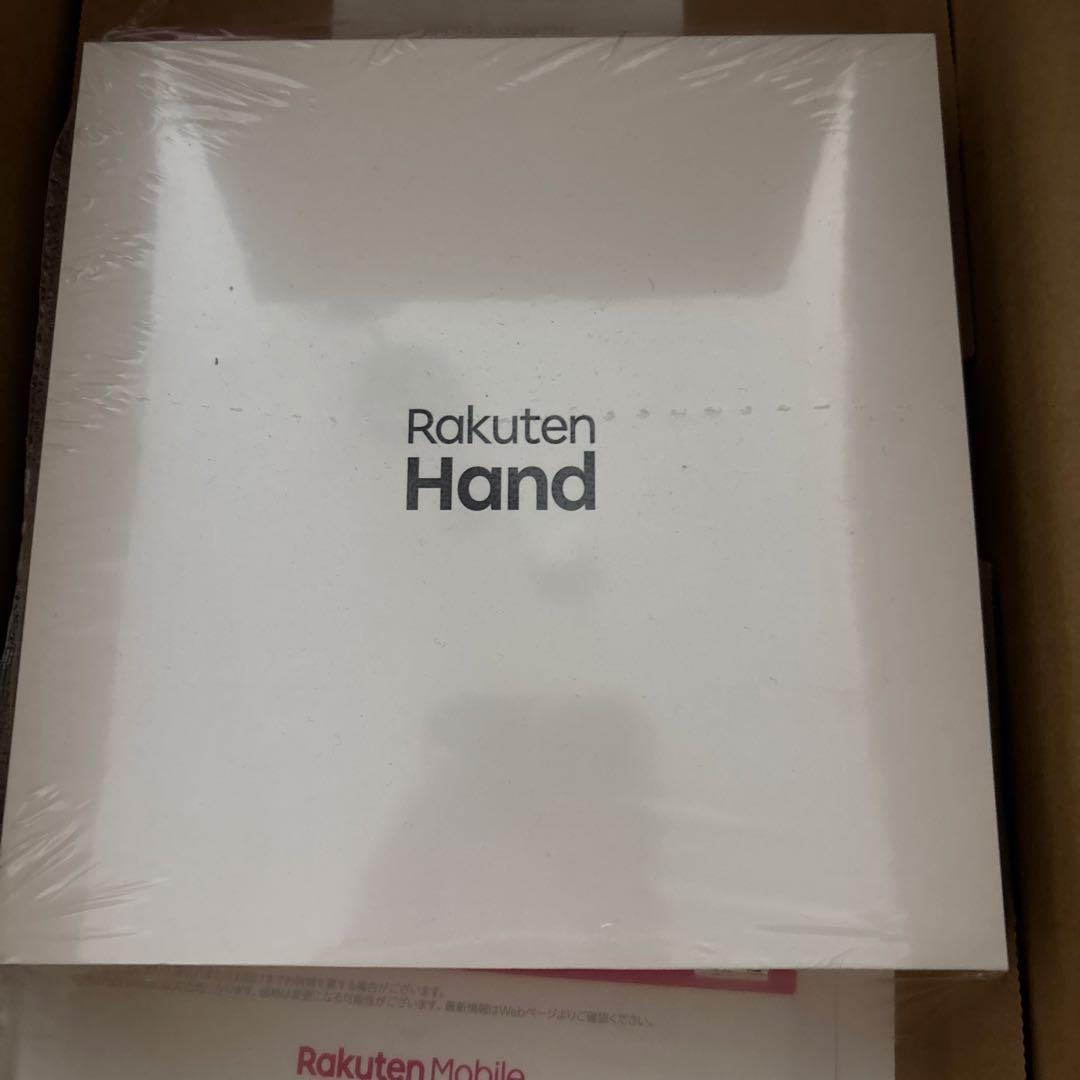 Rakuten
Hand
場合がございます。
価格は変更になる可能性がございます。最新情報はWebページよりご確認ください。
Rakuten Mobile